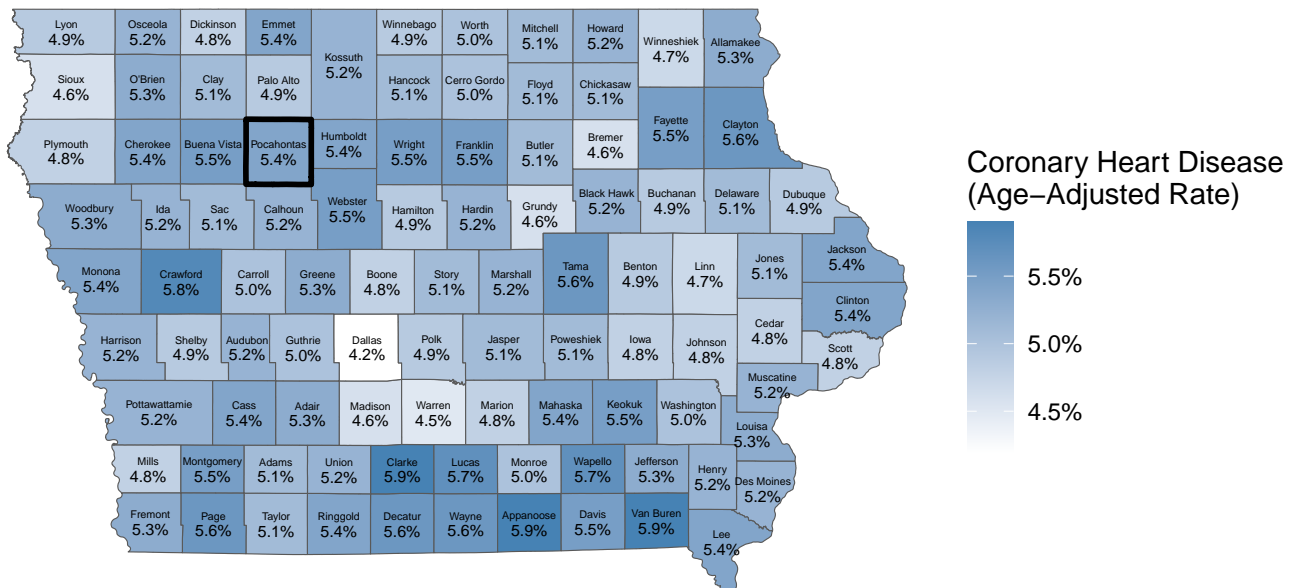 Lyon
4.9%
Osceola
5.2%
Dickinson
4.8%
Emmet
5.4%
Kossuth
5.2%
Winnebago
4.9%
Worth
5.0%
Mitchell
5.1%
Howard
5.2%
Winneshiek
4.7%
Allamakee
5.3%
Sioux
4.6%
O'Brien
5.3%
Clay
5.1%
Palo Alto
4.9%
Hancock
5.1%
Cerro Gordo
5.0%
Floyd
5.1%
Chickasaw
5.1%
Fayette
5.5%
Clayton
5.6%
Plymouth
4.8%
Cherokee
5.4%
Buena Vista
5.5%
Pocahontas
5.4%
Humboldt
5.4%
Wright
5.5%
Franklin
5.5%
Butler
5.1%
Bremer
4.6%
Woodbury
5.3%
Ida
5.2%
Sac
5.1%
Calhoun
5.2%
Webster
5.5%
Hamilton
4.9%
Hardin
5.2%
Grundy
4.6%
Black Hawk
5.2%
Buchanan
4.9%
Delaware
5.1%
Dubuque
4.9%
Monona
5.4%
Crawford
5.8%
Carroll
5.0%
Greene
5.3%
Boone
4.8%
Story
5.1%
Marshall
5.2%
Tama
5.6%
Benton
4.9%
Linn
4.7%
Jones
5.1%
Jackson
5.4%
Clinton
5.4%
Harrison
5.2%
Shelby
4.9%
Audubon
5.2%
Guthrie
5.0%
Dallas
4.2%
Polk
4.9%
Jasper
5.1%
Poweshiek
5.1%
Iowa
4.8%
Johnson
4.8%
Cedar
4.8%
Scott
4.8%
Muscatine
5.2%
Pottawattamie
5.2%
Cass
5.4%
Adair
5.3%
Madison
4.6%
Warren
4.5%
Marion
4.8%
Mahaska
5.4%
Keokuk
5.5%
Washington
5.0%
Louisa
5.3%
Mills
4.8%
Montgomery
5.5%
Adams
5.1%
Union
5.2%
Clarke
5.9%
Lucas
5.7%
Monroe
5.0%
Wapello
5.7%
Jefferson
5.3%
Henry
5.2%
Des Moines
5.2%
Fremont
5.3%
Page
5.6%
Taylor
5.1%
Ringgold
5.4%
Decatur
5.6%
Wayne
5.6%
Appanoose
5.9%
Davis
5.5%
Van Buren
5.9%
Lee
5.4%
Coronary Heart Disease
(Age−Adjusted Rate)
5.5%
5.0%
4.5%